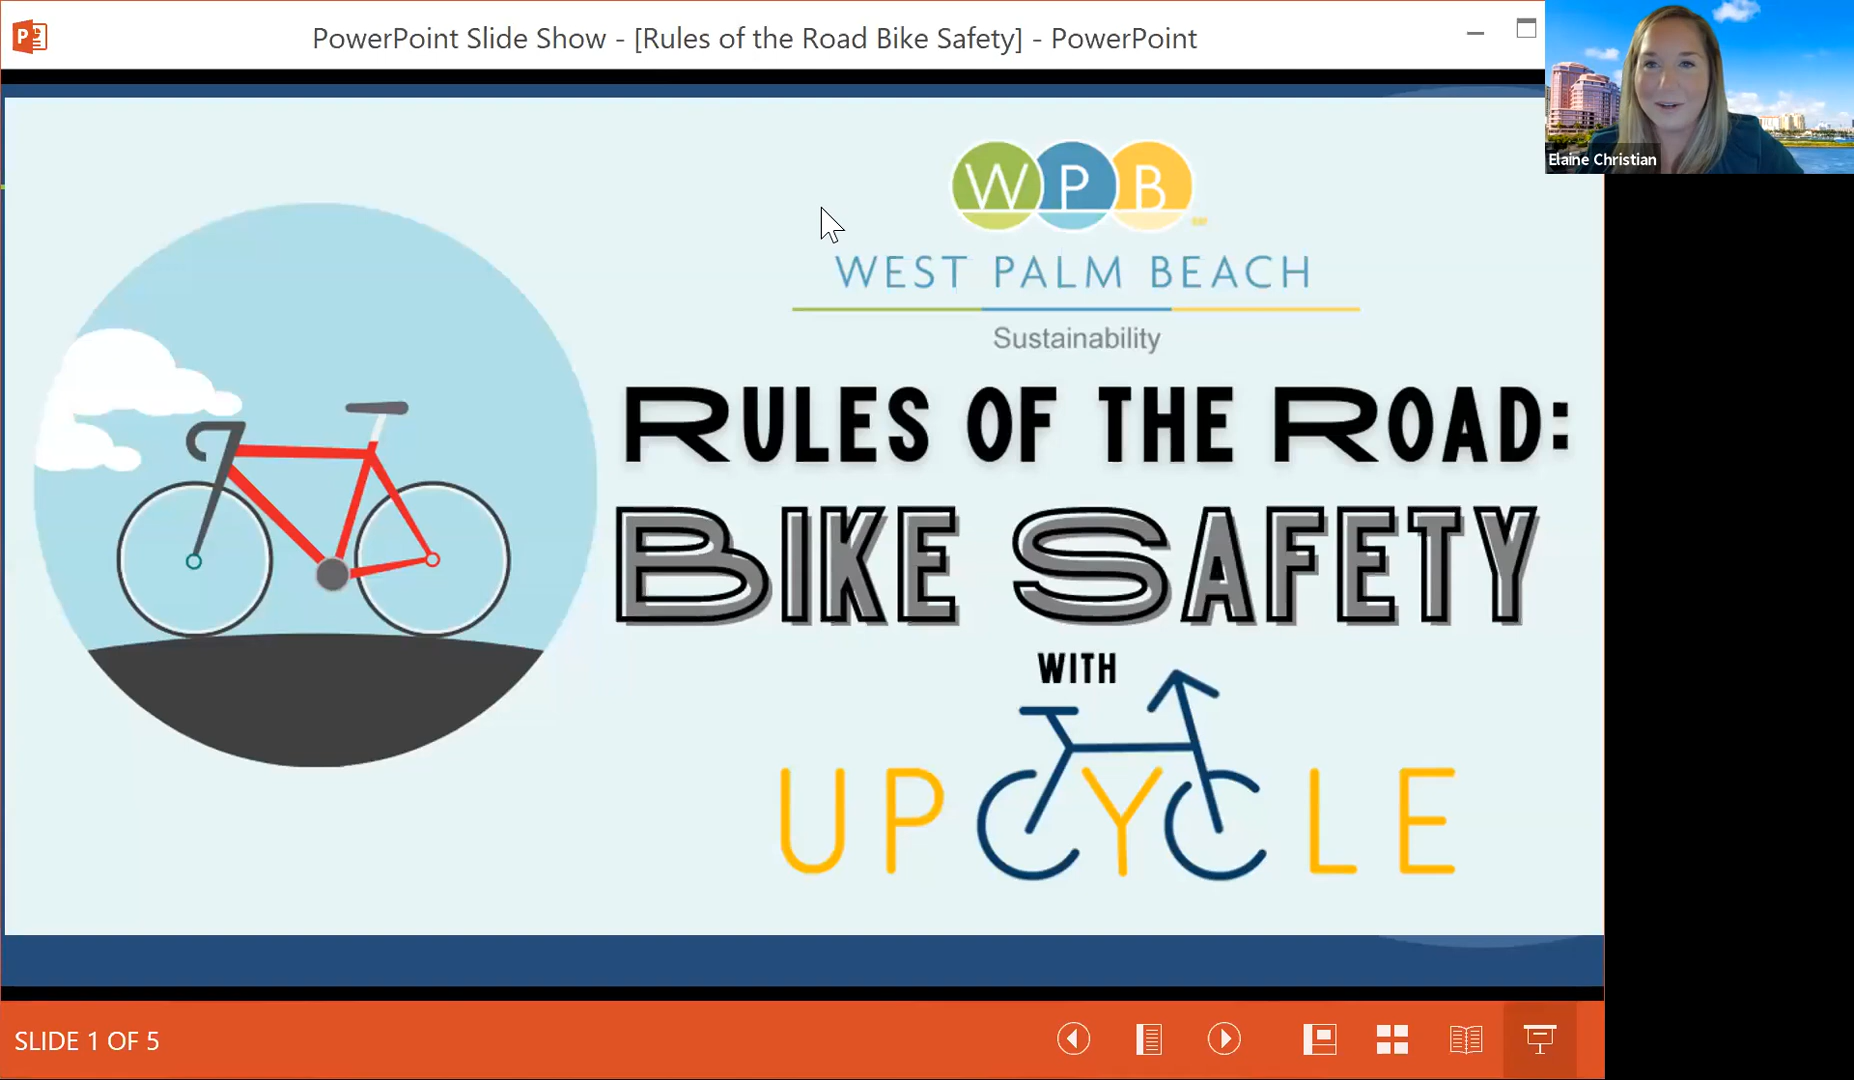 PowerPoint Slide Show - [Rules of the Road Bike Safety] - PowerPoint
Elaine Christian
WPB
WEST PALM BEACH
Sustainability
RULES OF THE ROAD:
BIKE SAFETY
WITH
UPCYCLE
SLIDE 1 OF 5